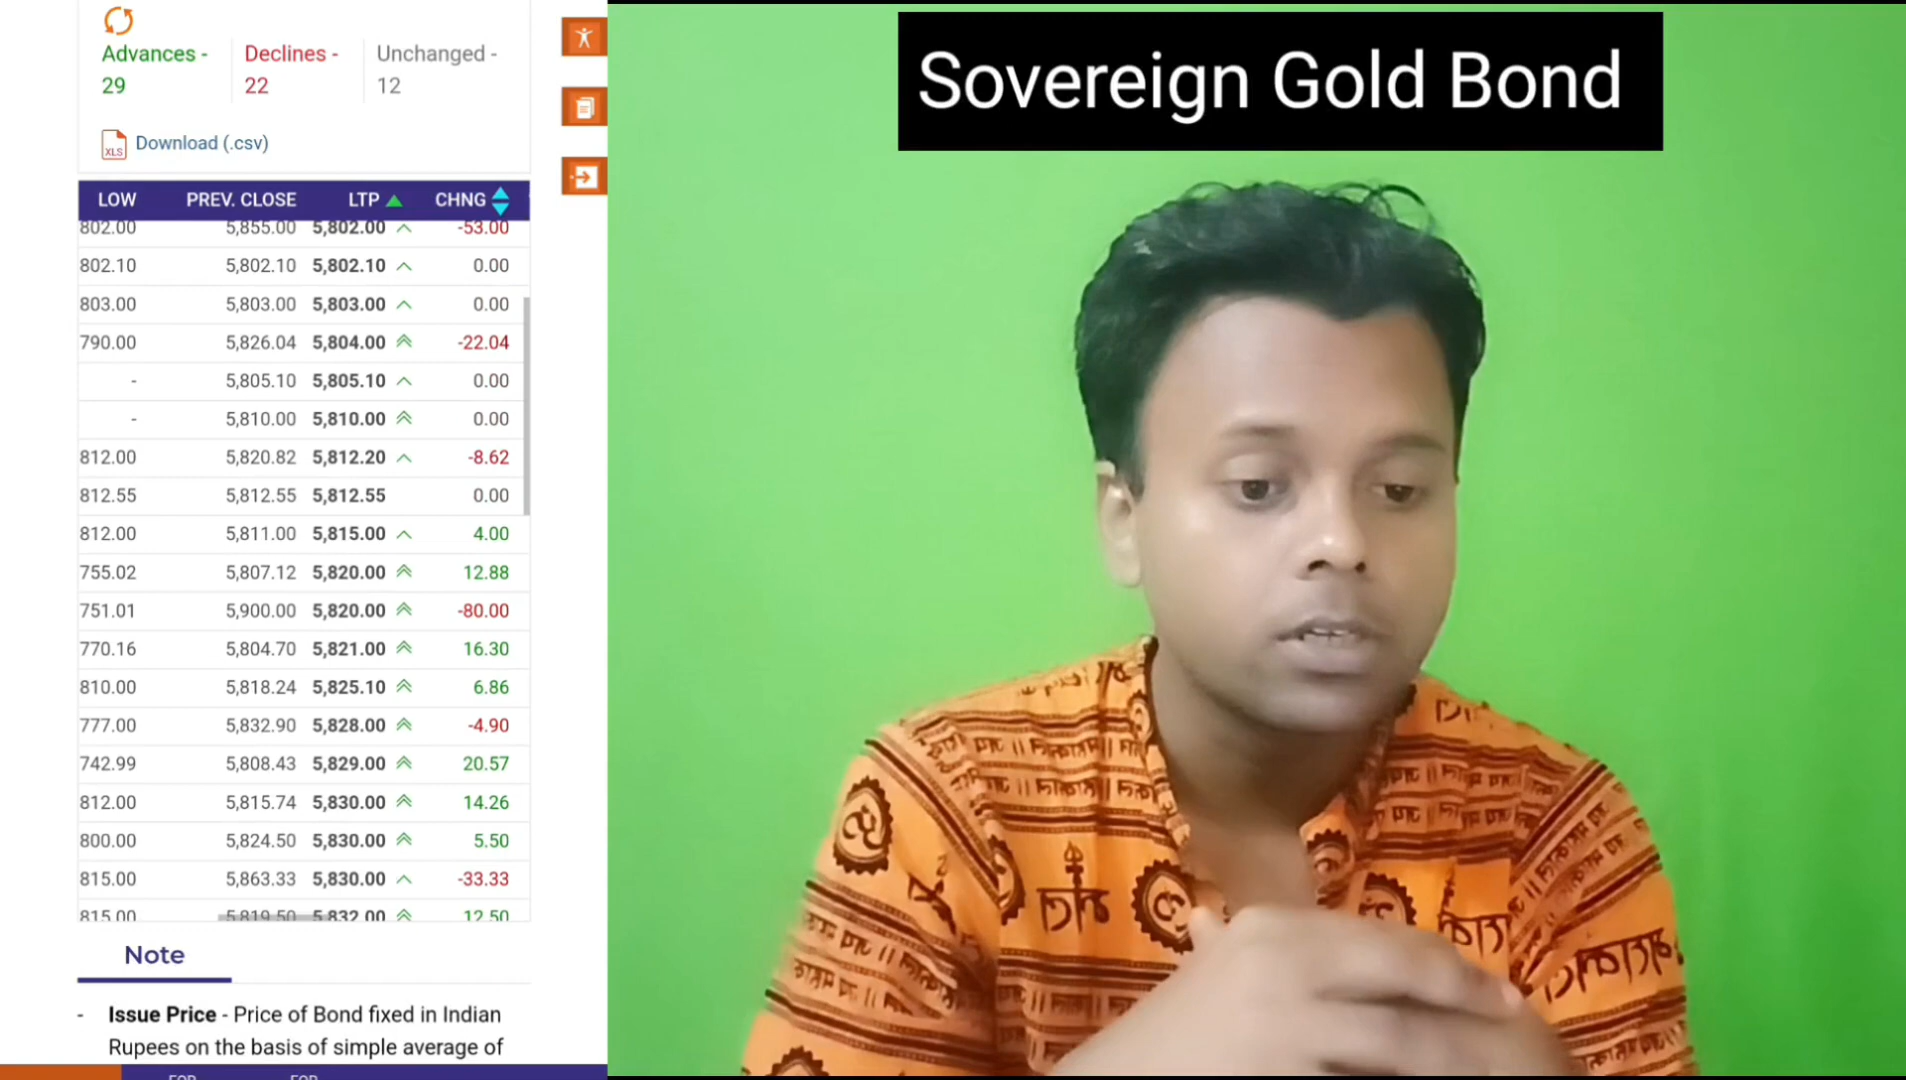 Advances - Declines - Unchanged -
29 22 12
XLS Download (.csv)
LOW PREV. CLOSE LTP CHNG
802.00 5,855.00 5,802.00 -53.00
802.10 5,802.10 5,802.10 0.00
803.00 5,803.00 5,803.00 0.00
790.00 5,826.04 5,804.00 -22.04
- 5,805.10 5,805.10 0.00
- 5,810.00 5,810.00 0.00
812.00 5,820.82 5,812.20 -8.62
812.55 5,812.55 5,812.55 0.00
812.00 5,811.00 5,815.00 4.00
755.02 5,807.12 5,820.00 12.88
751.01 5,900.00 5,820.00 -80.00
770.16 5,804.70 5,821.00 16.30
810.00 5,818.24 5,825.10 6.86
777.00 5,832.90 5,828.00 -4.90
742.99 5,808.43 5,829.00 20.57
812.00 5,815.74 5,830.00 14.26
800.00 5,824.50 5,830.00 5.50
815.00 5,863.33 5,830.00 -33.33
815.00 5,819.50 5,832.00 12.50
Note
- Issue Price - Price of Bond fixed in Indian
Rupees on the basis of simple average of
Sovereign Gold Bond